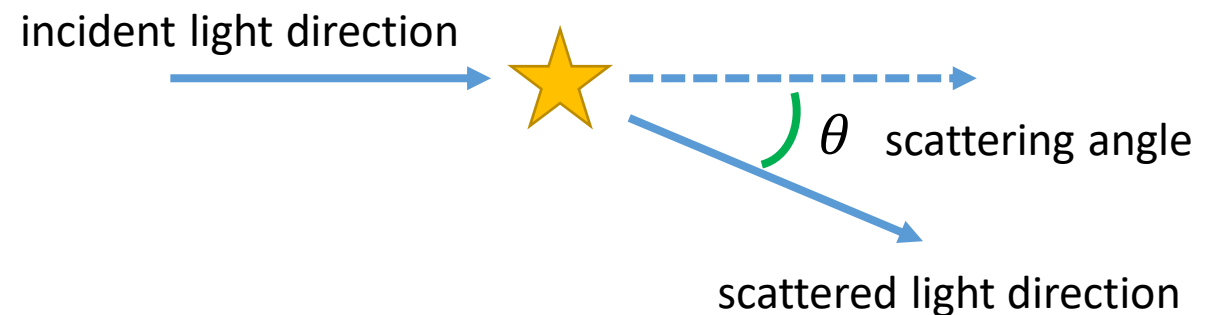 incident light direction
θ scattering angle
scattered light direction